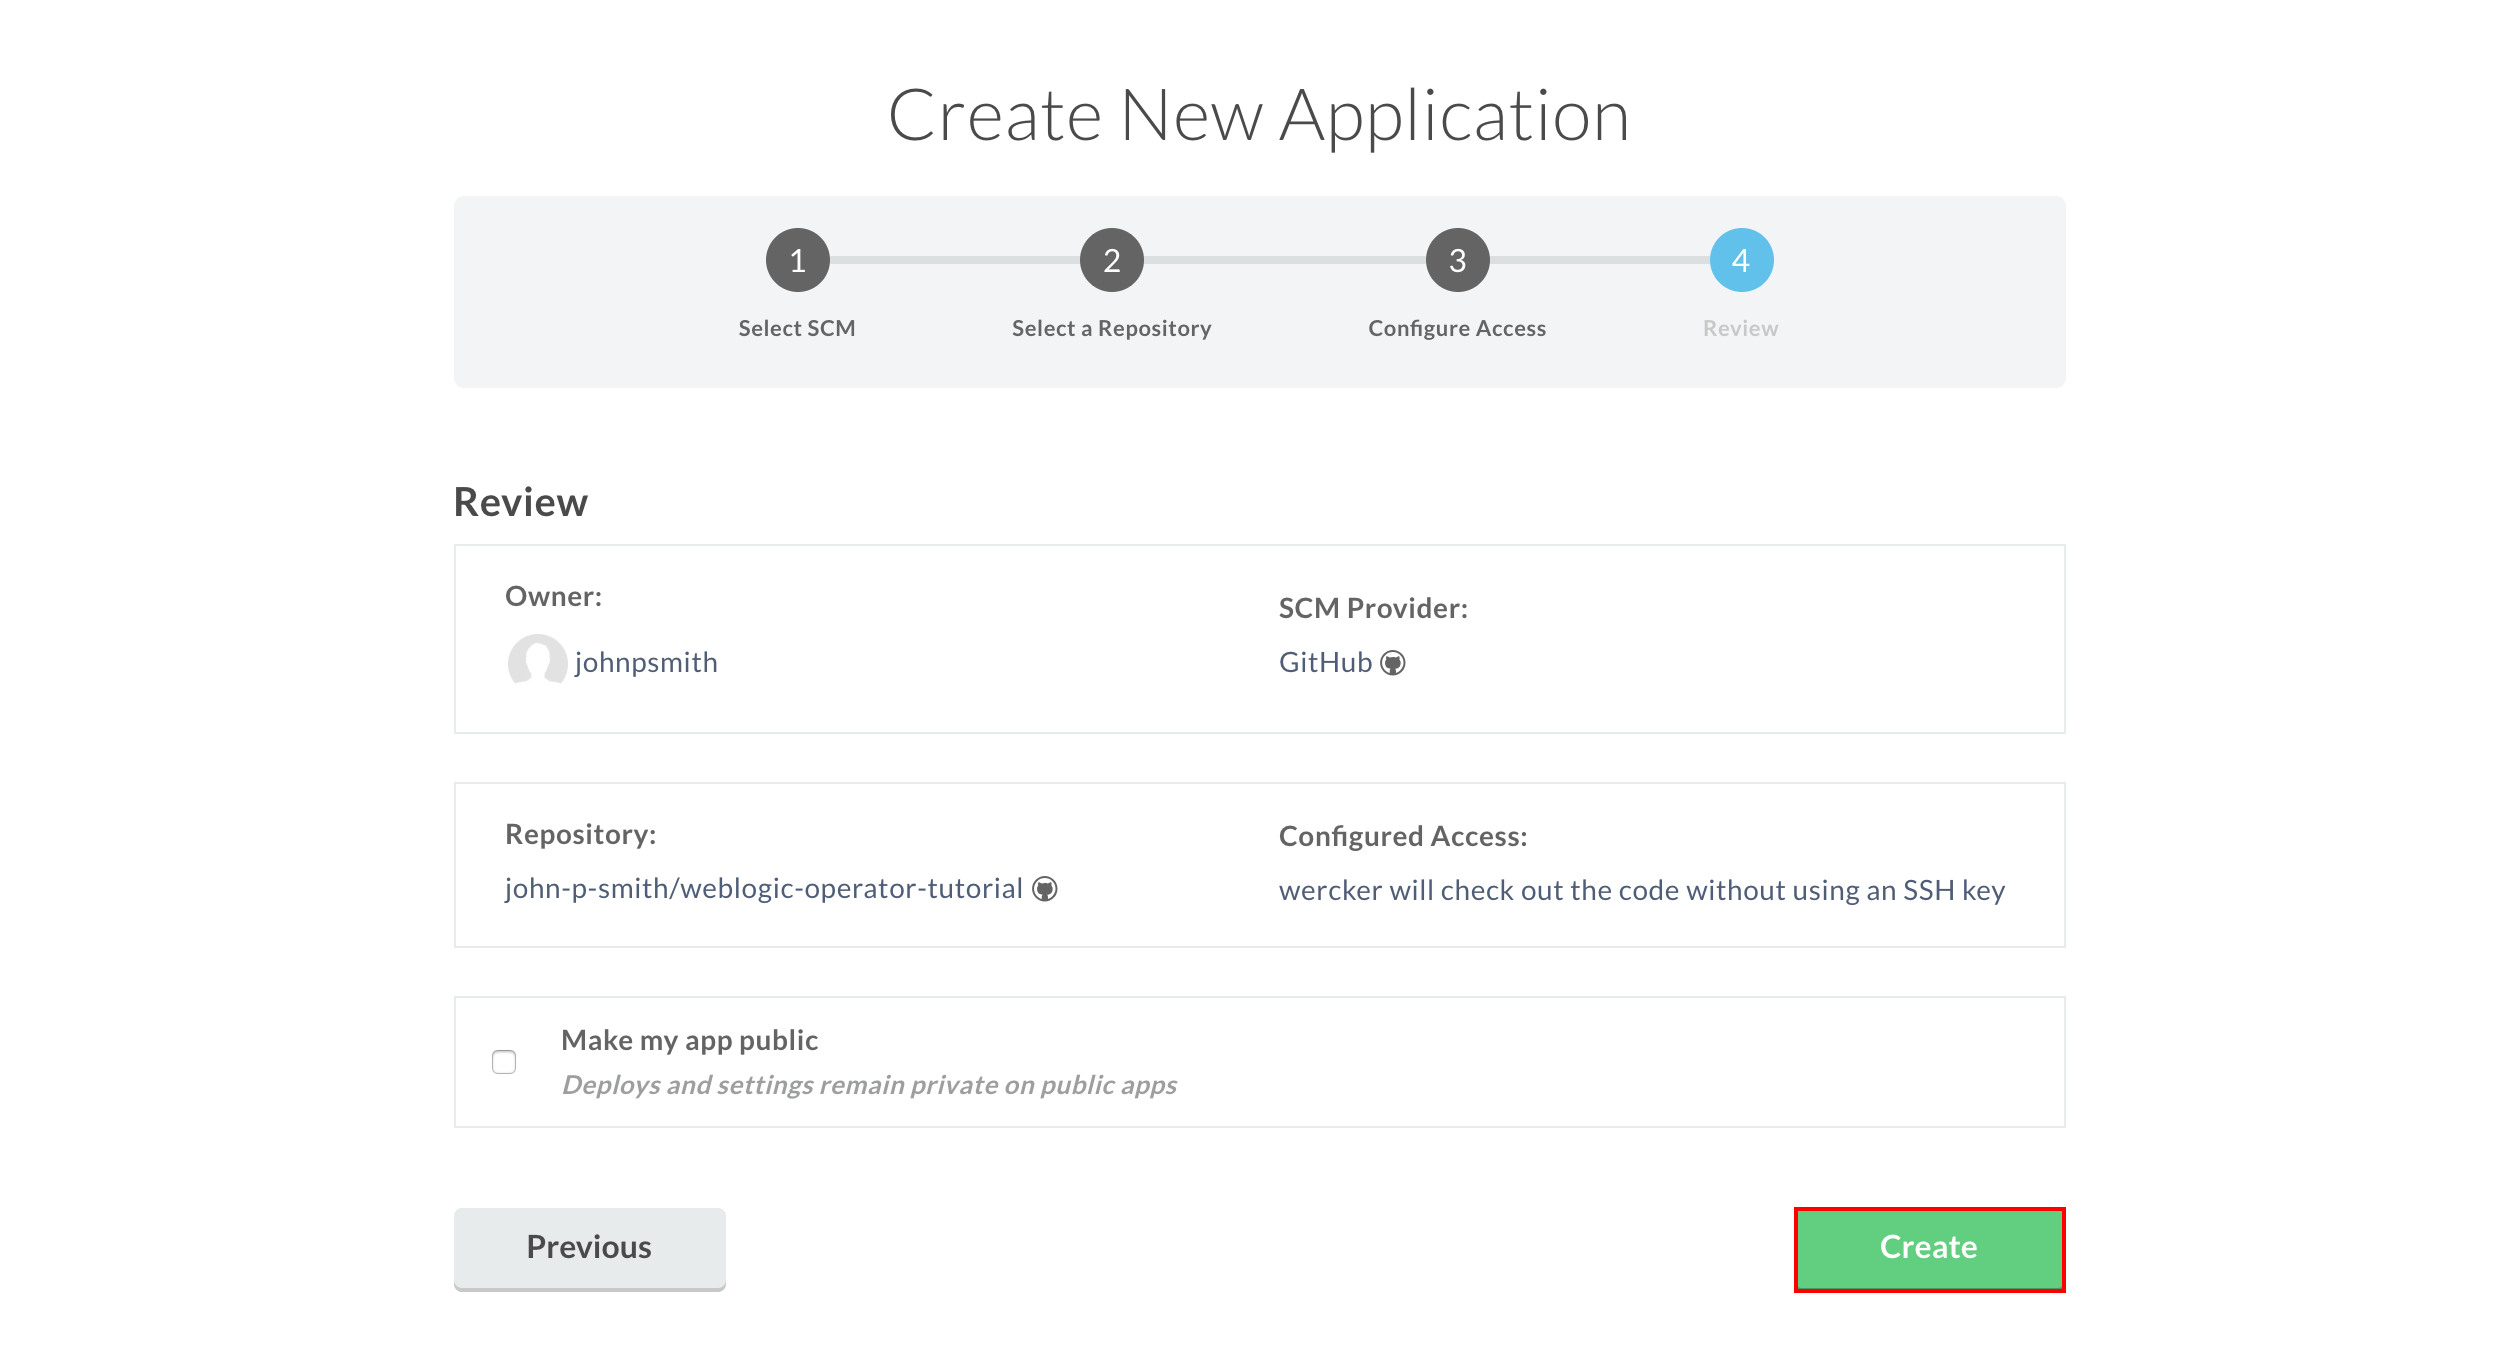 Create New Application
1 2 3 4
Select SCM Select a Repository Configure Access Review
Review
Owner: SCM Provider:
johnpsmith GitHub
Repository: Configured Access:
john-p-smith/weblogic-operator-tutorial wercker will check out the code without using an SSH key
Make my app public
Deploys and settings remain private on public apps
Previous Create